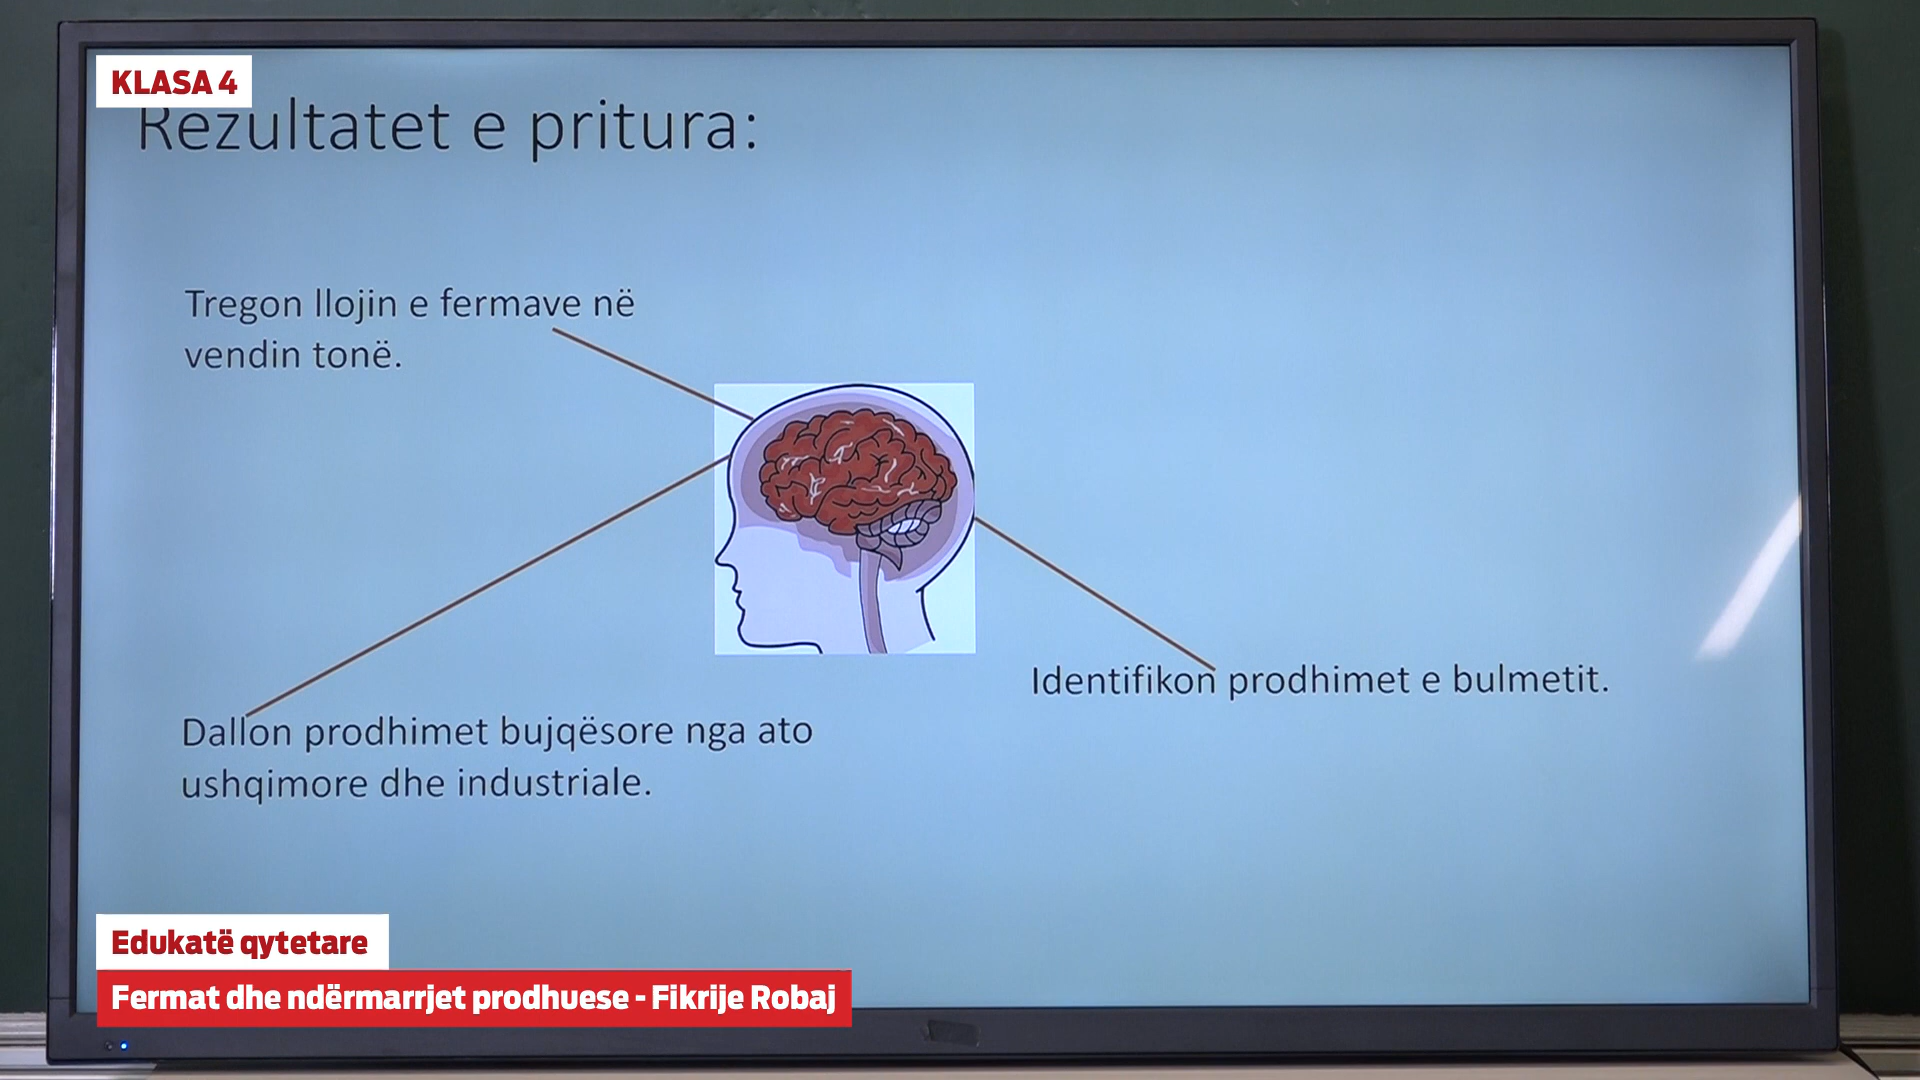 KLASA 4
Rezultatet e pritura:
Tregon llojin e fermave në
vendin tonë.
Identifikon prodhimet e bulmetit.
Dallon prodhimet bujqësore nga ato
ushqimore dhe industriale.
Edukatë qytetare
Fermat dhe ndërmarrjet prodhuese - Fikrije Robaj